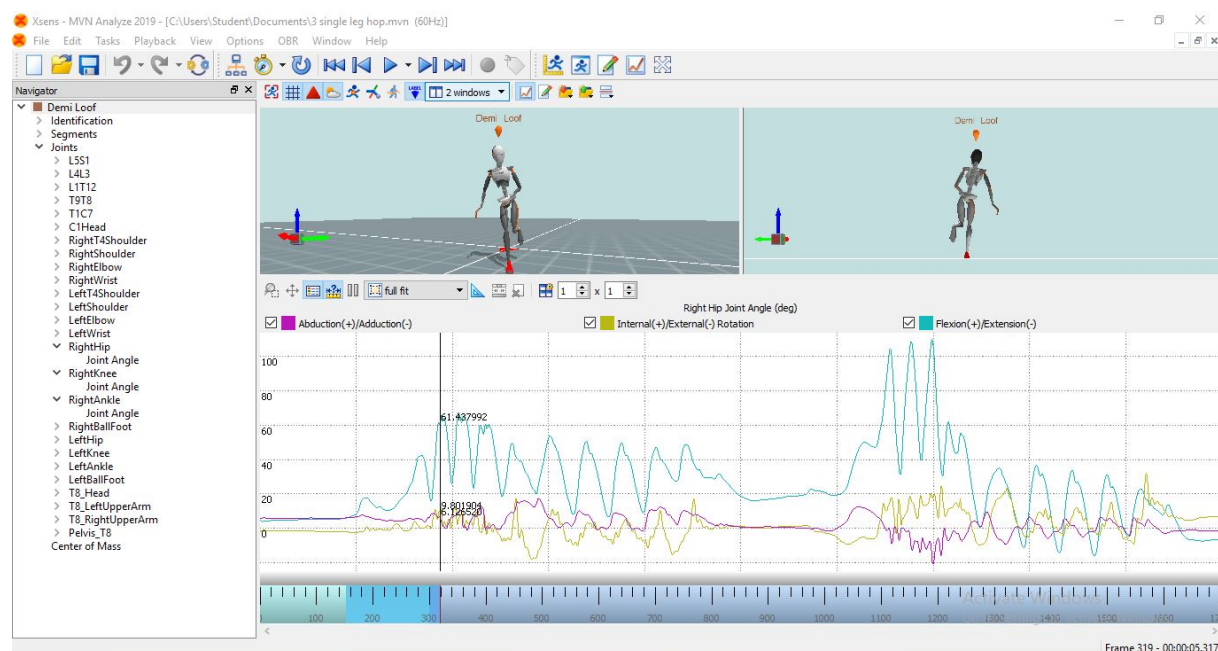 Xsens - MVN Analyze 2019 - [C:\Users\Student\Documents\3 single leg hop.mvn (60Hz)]
File Edit Tasks Playback View Options OBR Window Help
Navigator
2 windows
Demi Loof
Identification
Segments
Joints
L5S1
L4L3
L1T12
T9T8
T1C7
C1Head
RightT4Shoulder
RightShoulder
RightElbow
RightWrist
LeftT4Shoulder
LeftShoulder
LeftElbow
LeftWrist
RightHip
Joint Angle
RightKnee
Joint Angle
RightAnkle
Joint Angle
RightBallFoot
LeftHip
LeftKnee
LeftAnkle
LeftBallFoot
T8_Head
T8_LeftUpperArm
T8_RightUpperArm
Pelvis_T8
Center of Mass
Demi Loof
Demi Loof
full fit 1 x 1
Right Hip Joint Angle (deg)
Abduction(+)/Adduction(-) Internal(+)/External(-) Rotation Flexion(+)/Extension(-)
100
80
61.437992
60
40
20
9.801904
6.126520
0
Activate Windows
100 200 300 400 500 600 700 800 900 1000 1100 1200 1300 1400 1500 1600
Frame 319 - 00:00:05.317